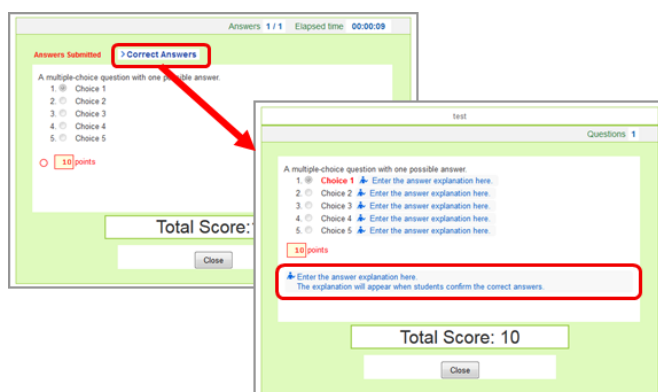 Answers 1 / 1 Elapsed time 00:00:09
Answers Submitted >Correct Answers
A multiple-choice question with one possible answer.
1. Choice 1
2. Choice 2
3. Choice 3
4. Choice 4
5. Choice 5
10 points
Total Score:
Close
test
Questions 1
A multiple-choice question with one possible answer.
1. Choice 1 Enter the answer explanation here.
2. Choice 2 Enter the answer explanation here.
3. Choice 3 Enter the answer explanation here.
4. Choice 4 Enter the answer explanation here.
5. Choice 5 Enter the answer explanation here.
10 points
Enter the answer explanation here.
The explanation will appear when students confirm the correct answers.
Total Score: 10
Close